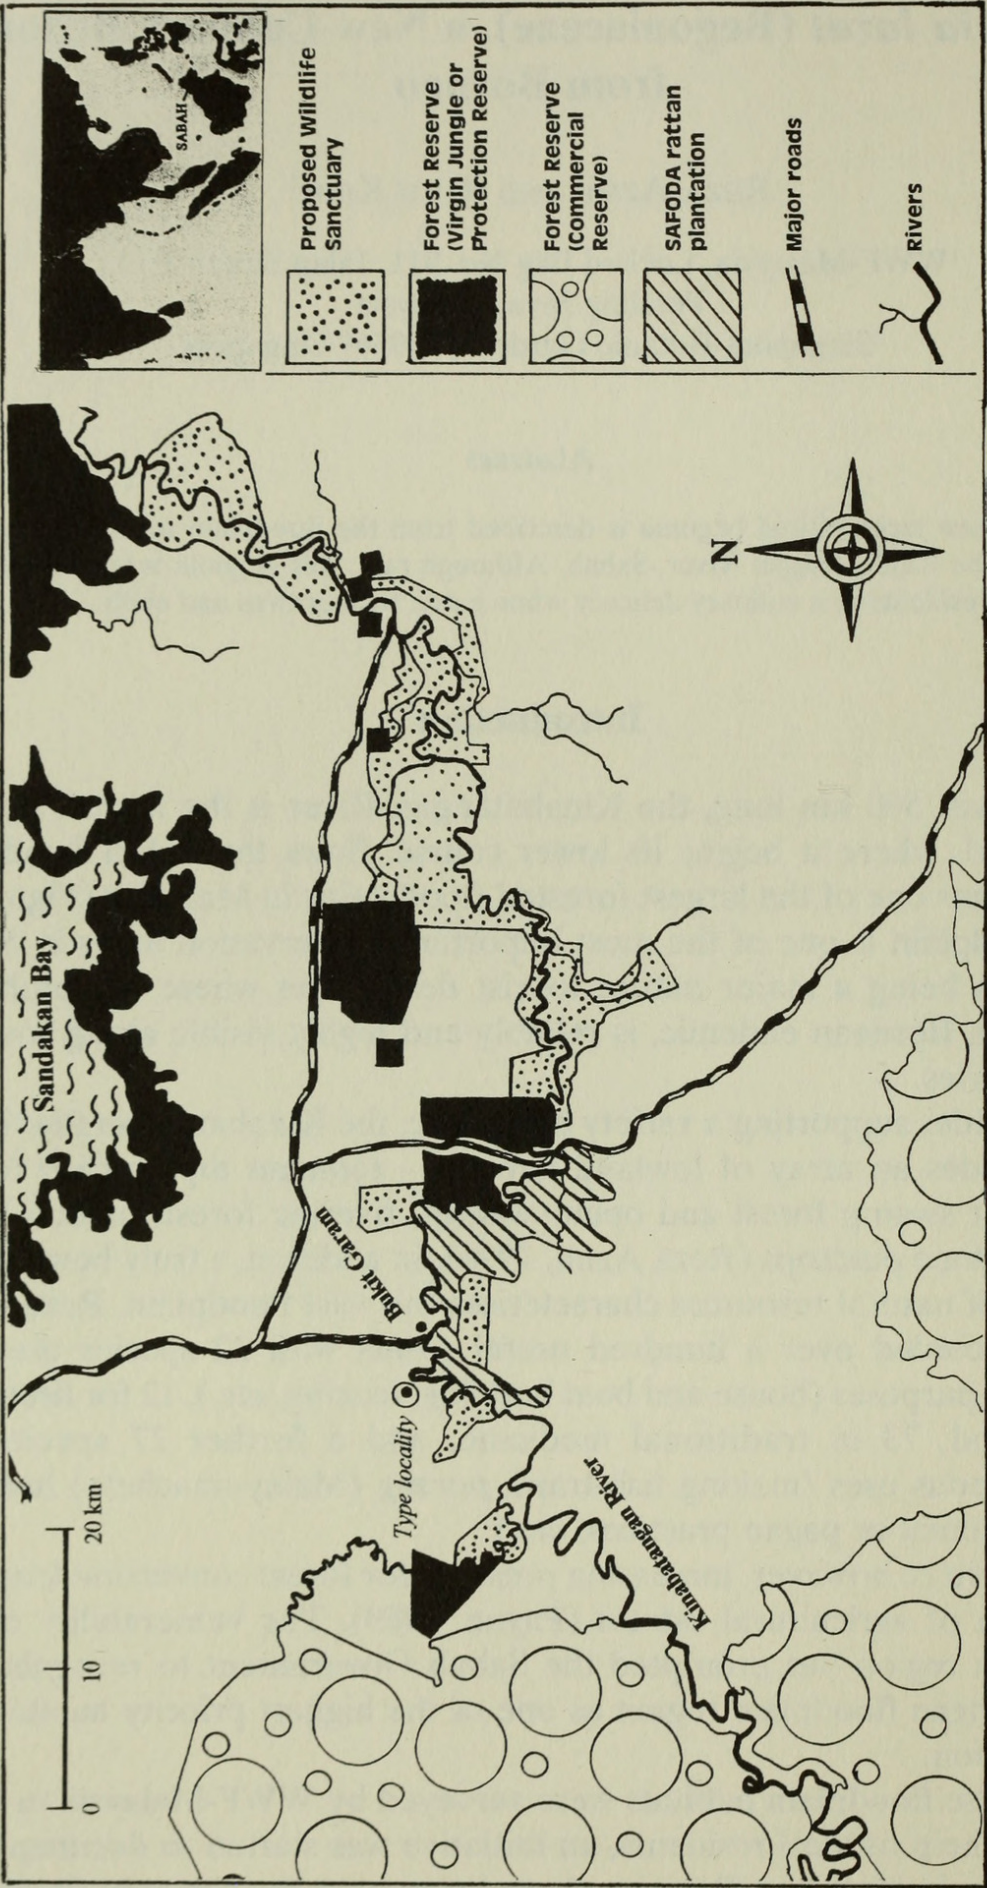 SABAH
Proposed Wildlife
Sanctuary
Forest Reserve
(Virgin Jungle or
Protection Reserve)
Forest Reserve
(Commercial
Reserve)
SAFODA rattan
plantation
Major roads
Rivers
Sandakan Bay
N
Bukit Garam
Type locality
Kinabatangan River
0
10
20 km